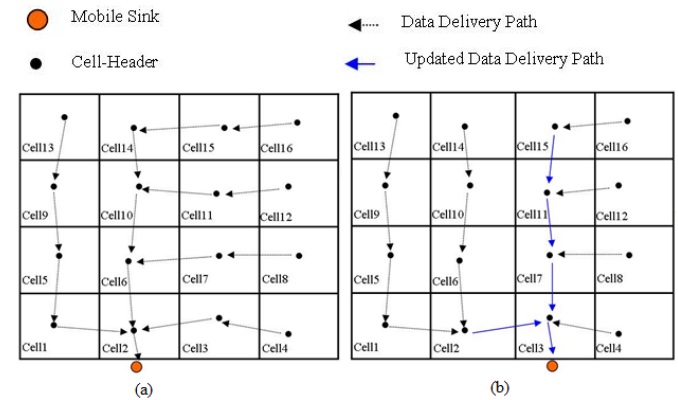 Mobile Sink
Data Delivery Path
Cell-Header
Updated Data Delivery Path
Cell13 Cell14 Cell15 Cell16
Cell9 Cell10 Cell11 Cell12
Cell5 Cell6 Cell7 Cell8
Cell1 Cell2 Cell3 Cell4
(a)
Cell13 Cell14 Cell15 Cell16
Cell9 Cell10 Cell11 Cell12
Cell5 Cell6 Cell7 Cell8
Cell1 Cell2 Cell3 Cell4
(b)